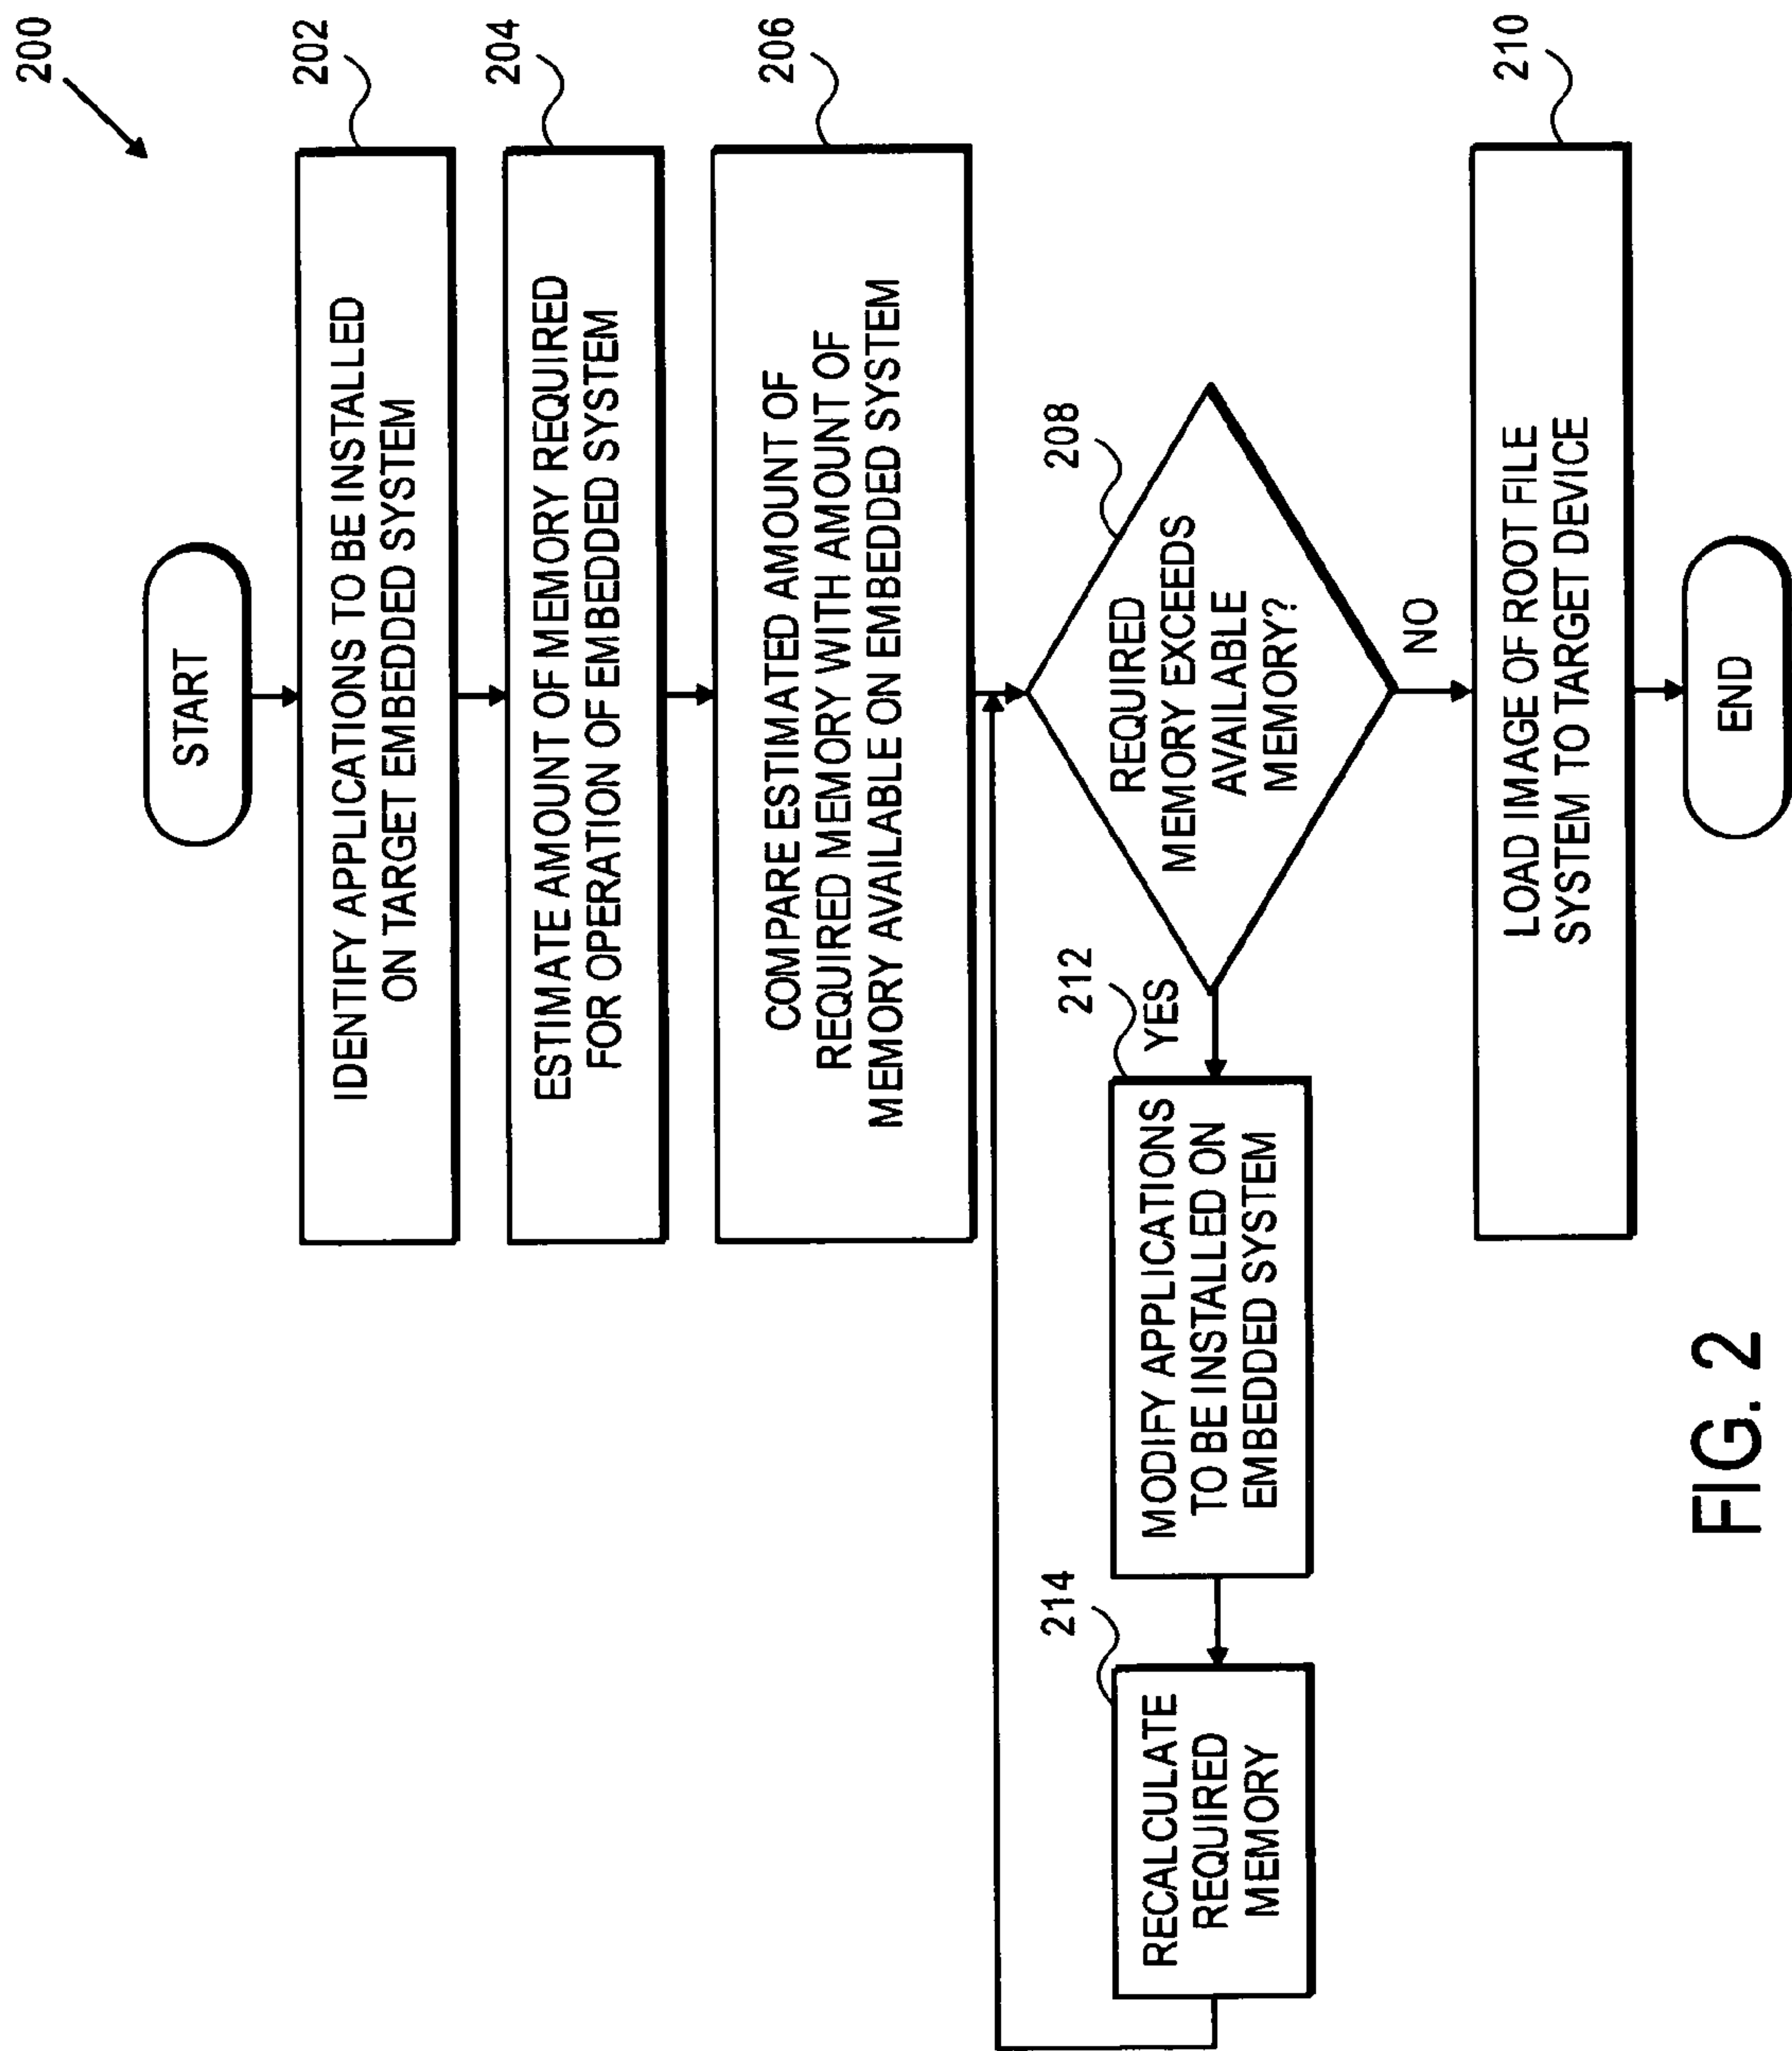 200
START
202
IDENTIFY APPLICATIONS TO BE INSTALLED
ON TARGET EMBEDDED SYSTEM
204
ESTIMATE AMOUNT OF MEMORY REQUIRED
FOR OPERATION OF EMBEDDED SYSTEM
206
COMPARE ESTIMATED AMOUNT OF
REQUIRED MEMORY WITH AMOUNT OF
MEMORY AVAILABLE ON EMBEDDED SYSTEM
208
REQUIRED
MEMORY EXCEEDS
AVAILABLE
MEMORY?
212
YES
MODIFY APPLICATIONS
TO BE INSTALLED ON
EMBEDDED SYSTEM
214
RECALCULATE
REQUIRED
MEMORY
NO
210
LOAD IMAGE OF ROOT FILE
SYSTEM TO TARGET DEVICE
END
FIG. 2